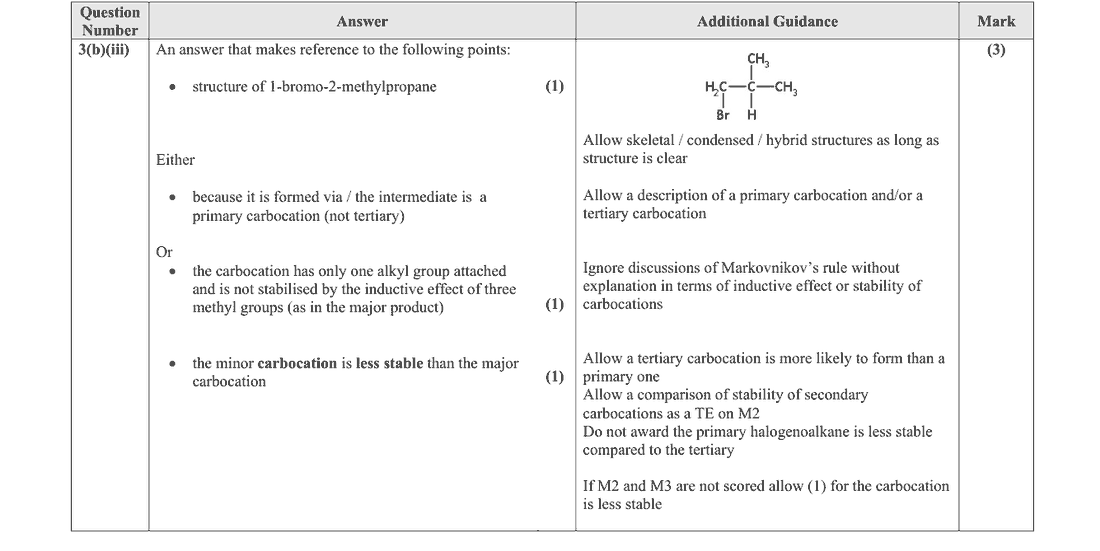 Question Number
Answer
Additional Guidance
Mark
3(b)(iii)
An answer that makes reference to the following points:
(3)
• structure of 1-bromo-2-methylpropane
(1)
CH3
H2C—C—CH3
Br H
Allow skeletal / condensed / hybrid structures as long as
structure is clear
Either
• because it is formed via / the intermediate is a
primary carbocation (not tertiary)
Allow a description of a primary carbocation and/or a
tertiary carbocation
Or
• the carbocation has only one alkyl group attached
and is not stabilised by the inductive effect of three
methyl groups (as in the major product)
(1)
Ignore discussions of Markovnikov's rule without
explanation in terms of inductive effect or stability of
carbocations
• the minor carbocation is less stable than the major
carbocation
(1)
Allow a tertiary carbocation is more likely to form than a
primary one
Allow a comparison of stability of secondary
carbocations as a TE on M2
Do not award the primary halogenoalkane is less stable
compared to the tertiary
If M2 and M3 are not scored allow (1) for the carbocation
is less stable